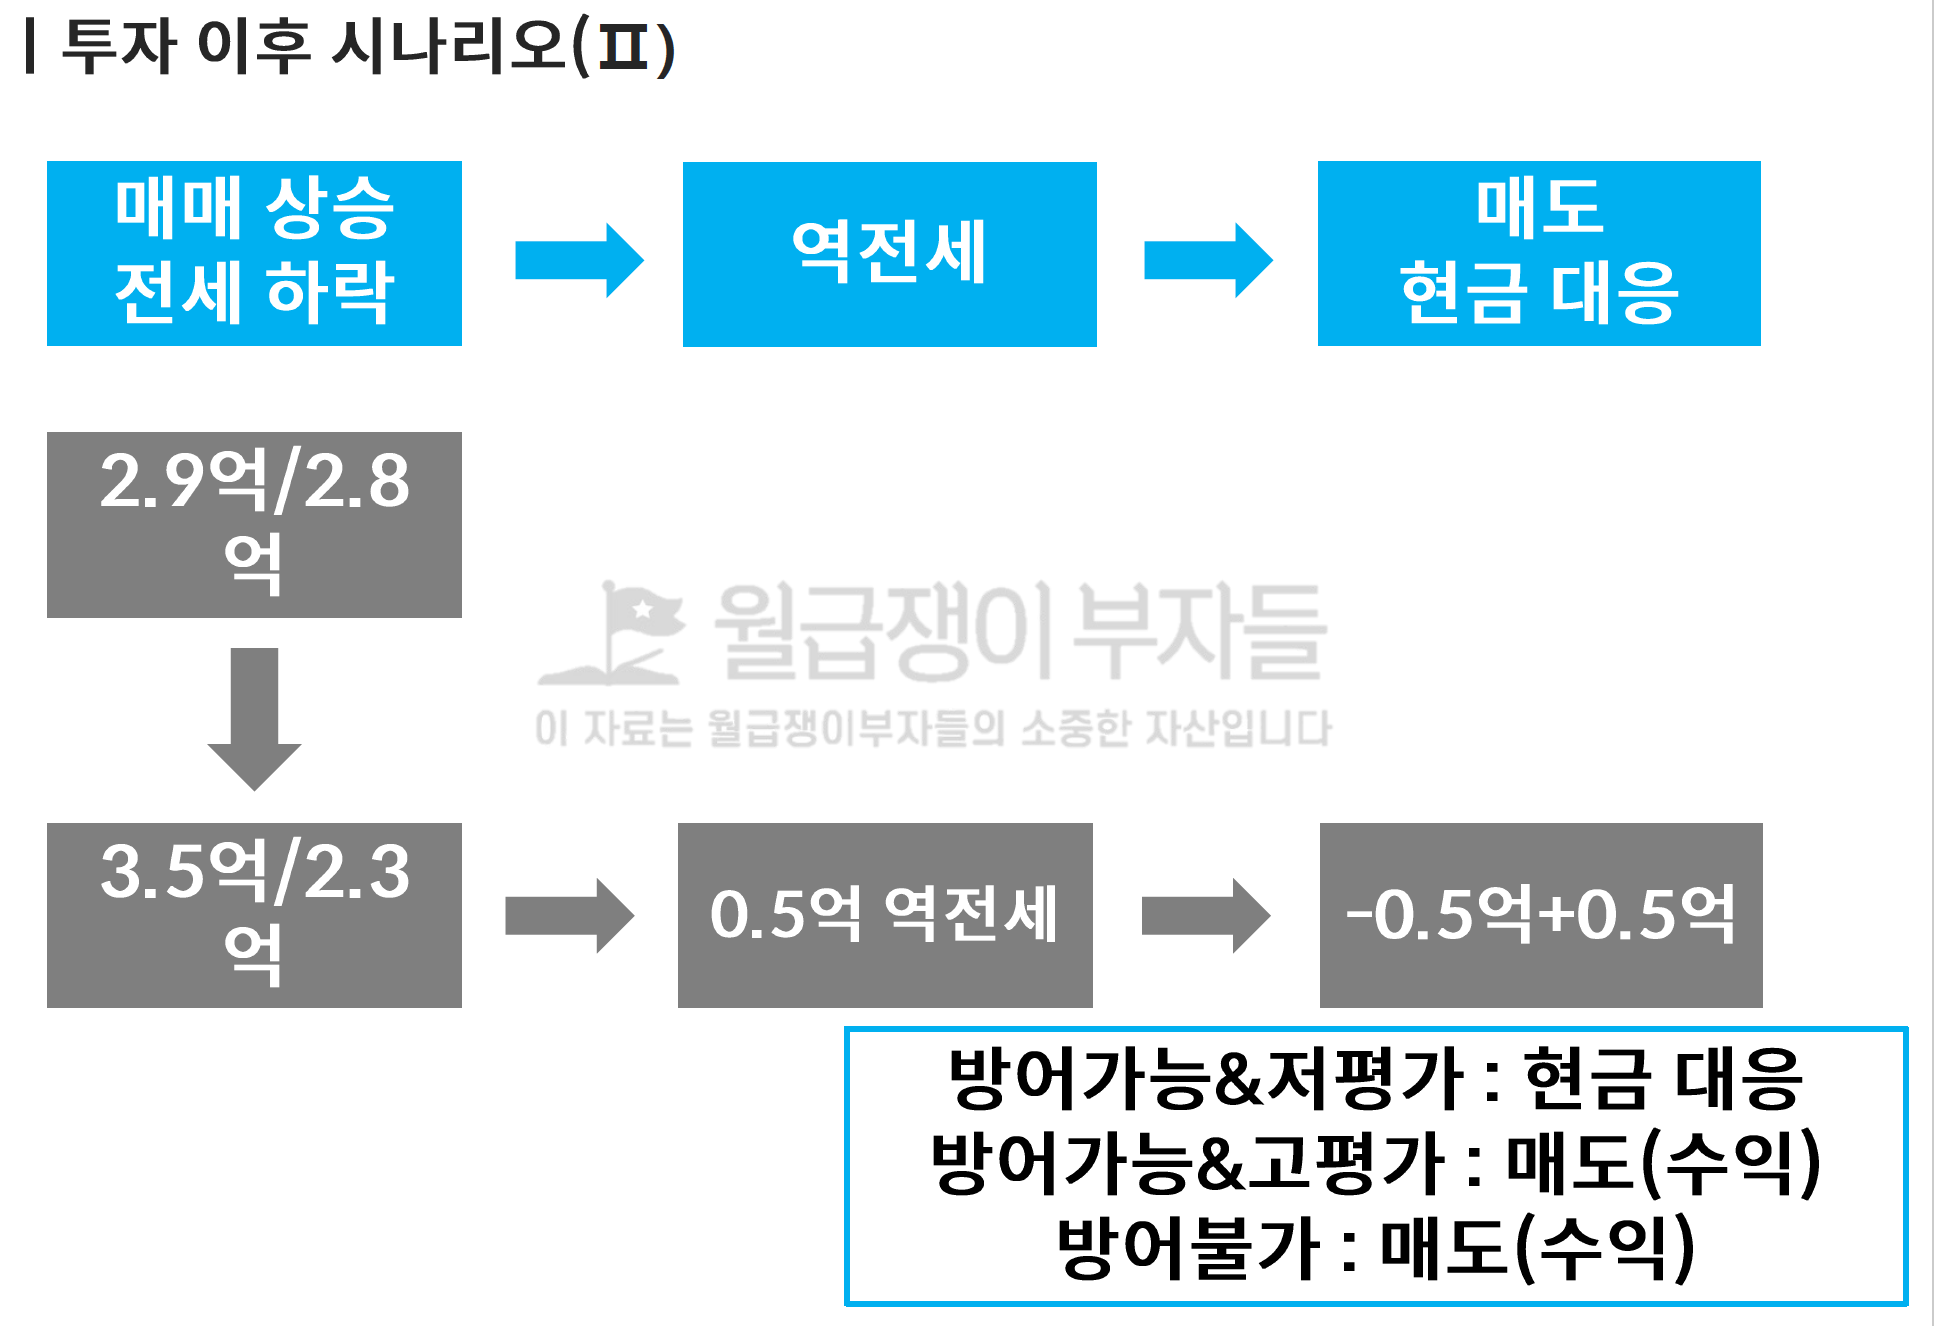 | 투자 이후 시나리오(Ⅱ)
매매 상승
전세 하락
역전세
매도
현금 대응
2.9억/2.8
억
월급쟁이 부자들
이 자료는 월급쟁이부자들의 소중한 자산입니다
3.5억/2.3
억
0.5억 역전세
-0.5억+0.5억
방어가능&저평가 : 현금 대응
방어가능&고평가 : 매도(수익)
방어불가 : 매도(수익)